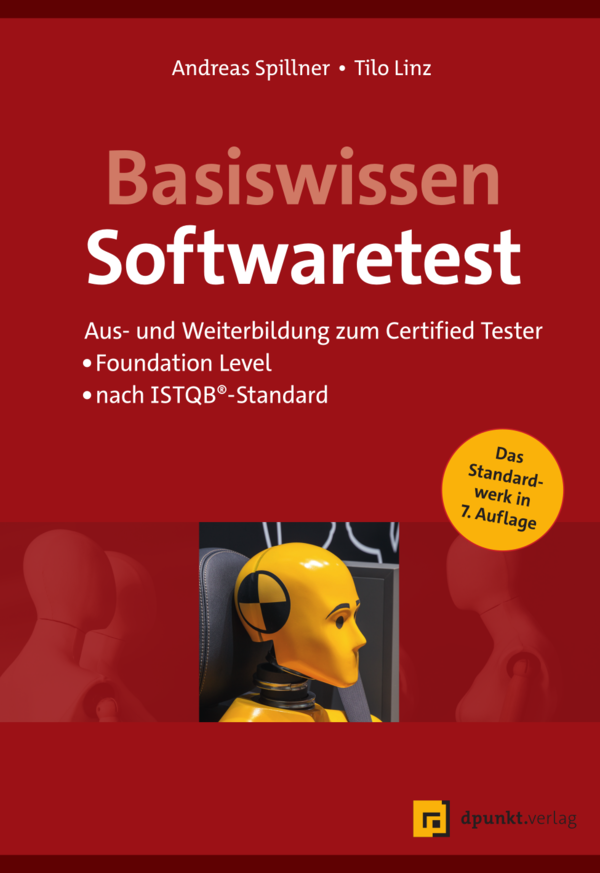 Andreas Spillner • Tilo Linz
Basiswissen
Softwaretest
Aus- und Weiterbildung zum Certified Tester
• Foundation Level
• nach ISTQB®-Standard
Das
Standard-
werk in
7. Auflage
dpunkt.verlag